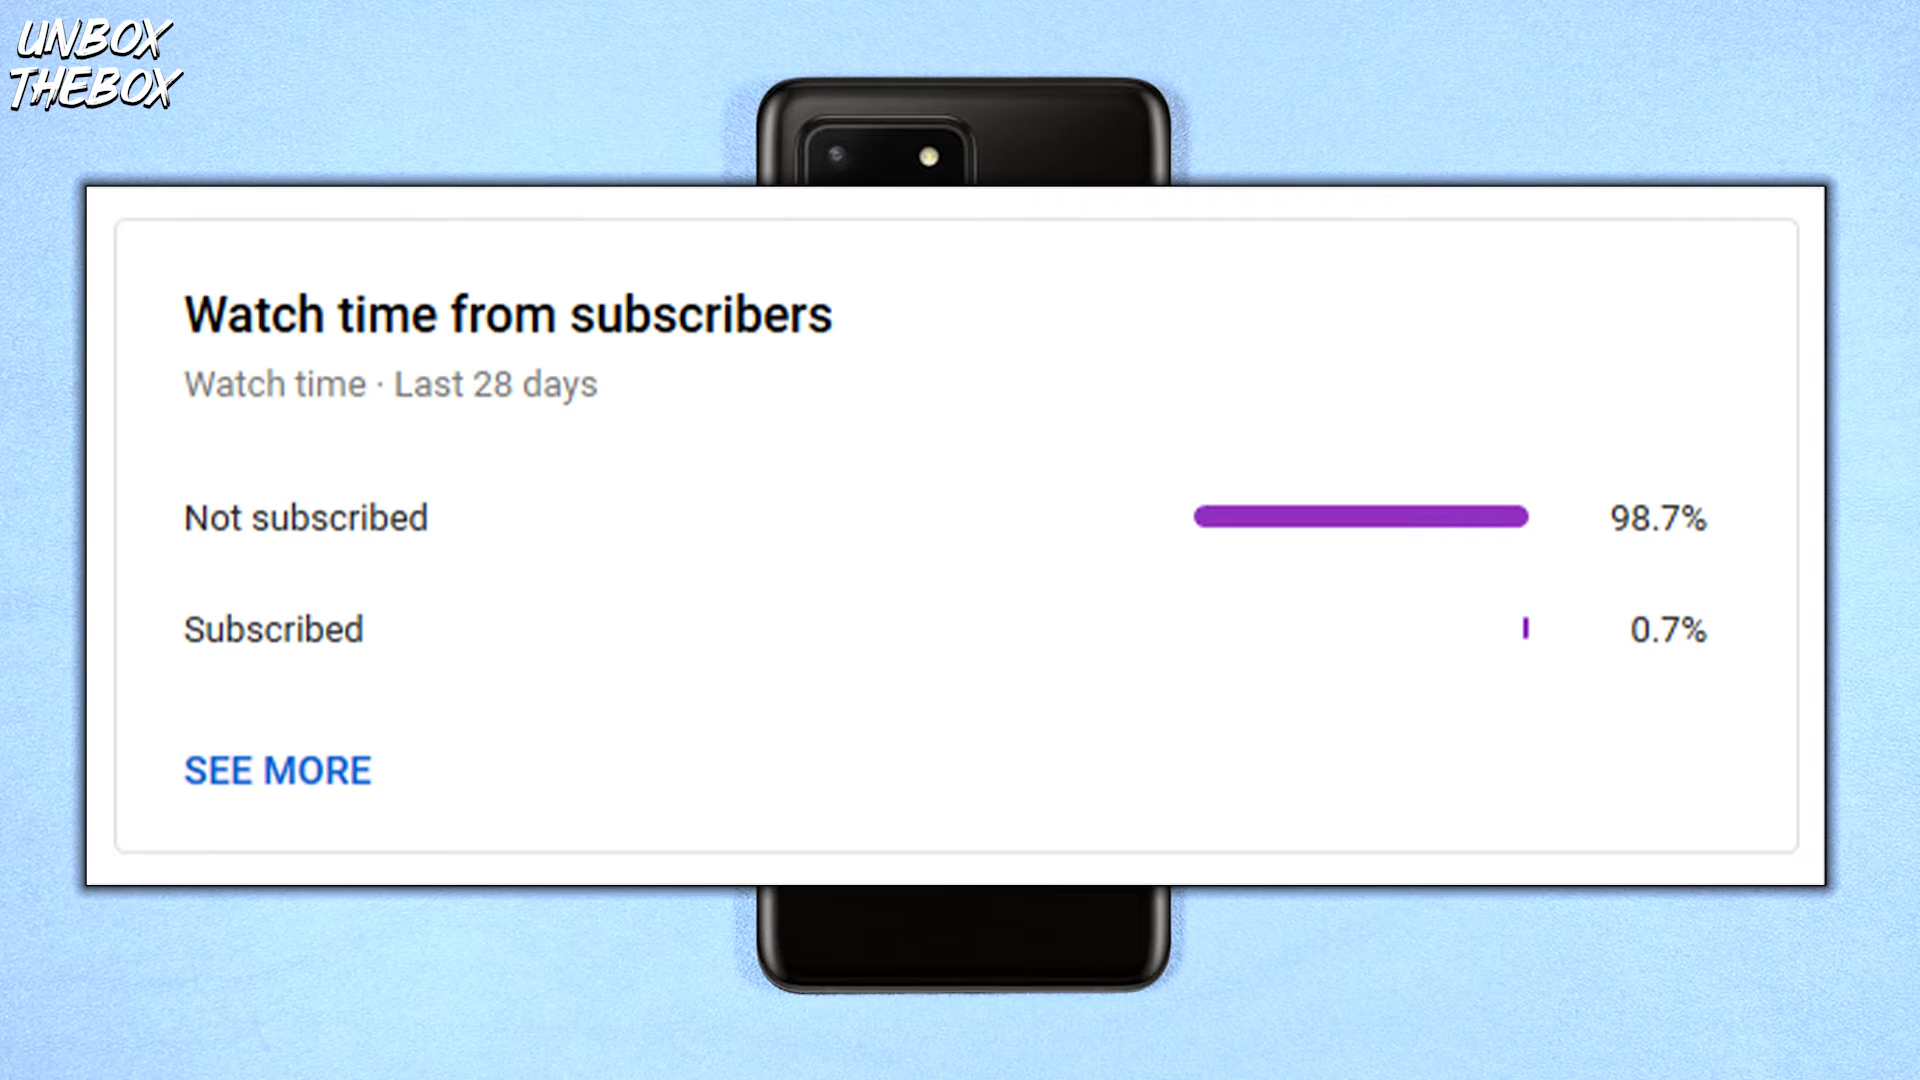 UNBOX
THEBOX
Watch time from subscribers
Watch time · Last 28 days
Not subscribed 98.7%
Subscribed 0.7%
SEE MORE